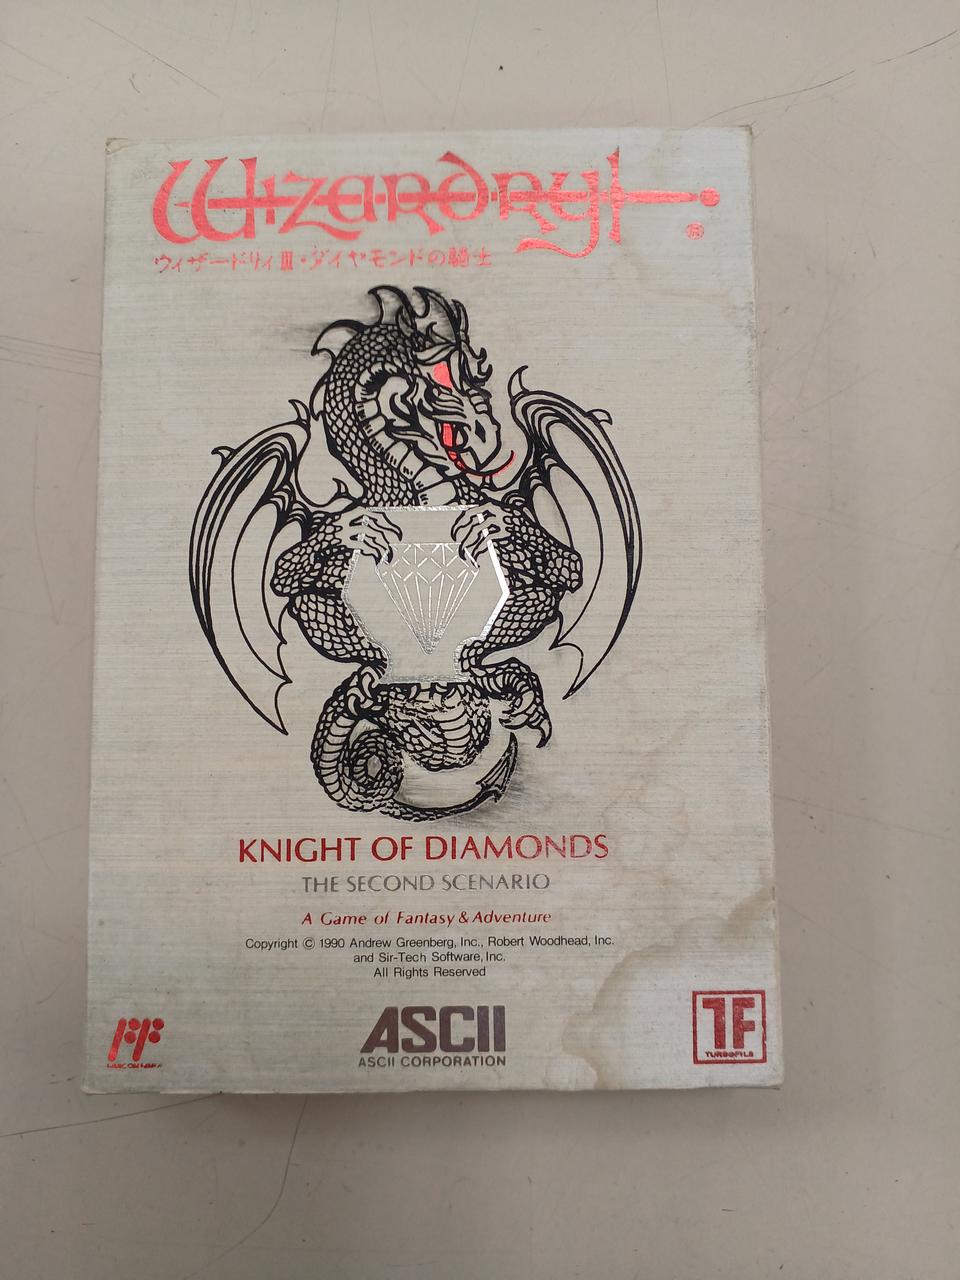 Wizardry
®
ウィザードリィⅢ・ダイヤモンドの騎士
KNIGHT OF DIAMONDS
THE SECOND SCENARIO
A Game of Fantasy & Adventure
Copyright © 1990 Andrew Greenberg, Inc., Robert Woodhead, Inc.
and Sir-Tech Software, Inc.
All Rights Reserved
ASCII
ASCII CORPORATION
TF
TURBOFILE